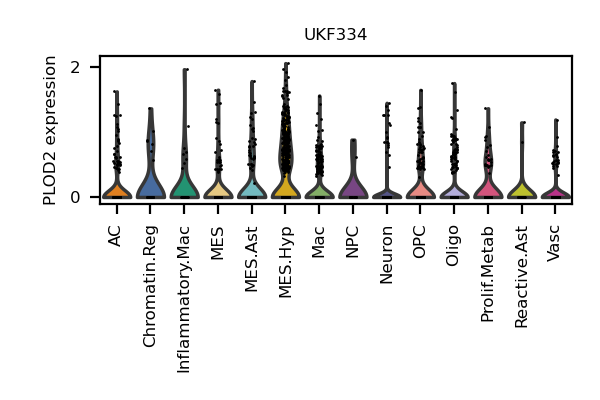 UKF334
PLOD2 expression
2
0
AC
Chromatin.Reg
Inflammatory.Mac
MES
MES.Ast
MES.Hyp
Mac
NPC
Neuron
OPC
Oligo
Prolif.Metab
Reactive.Ast
Vasc